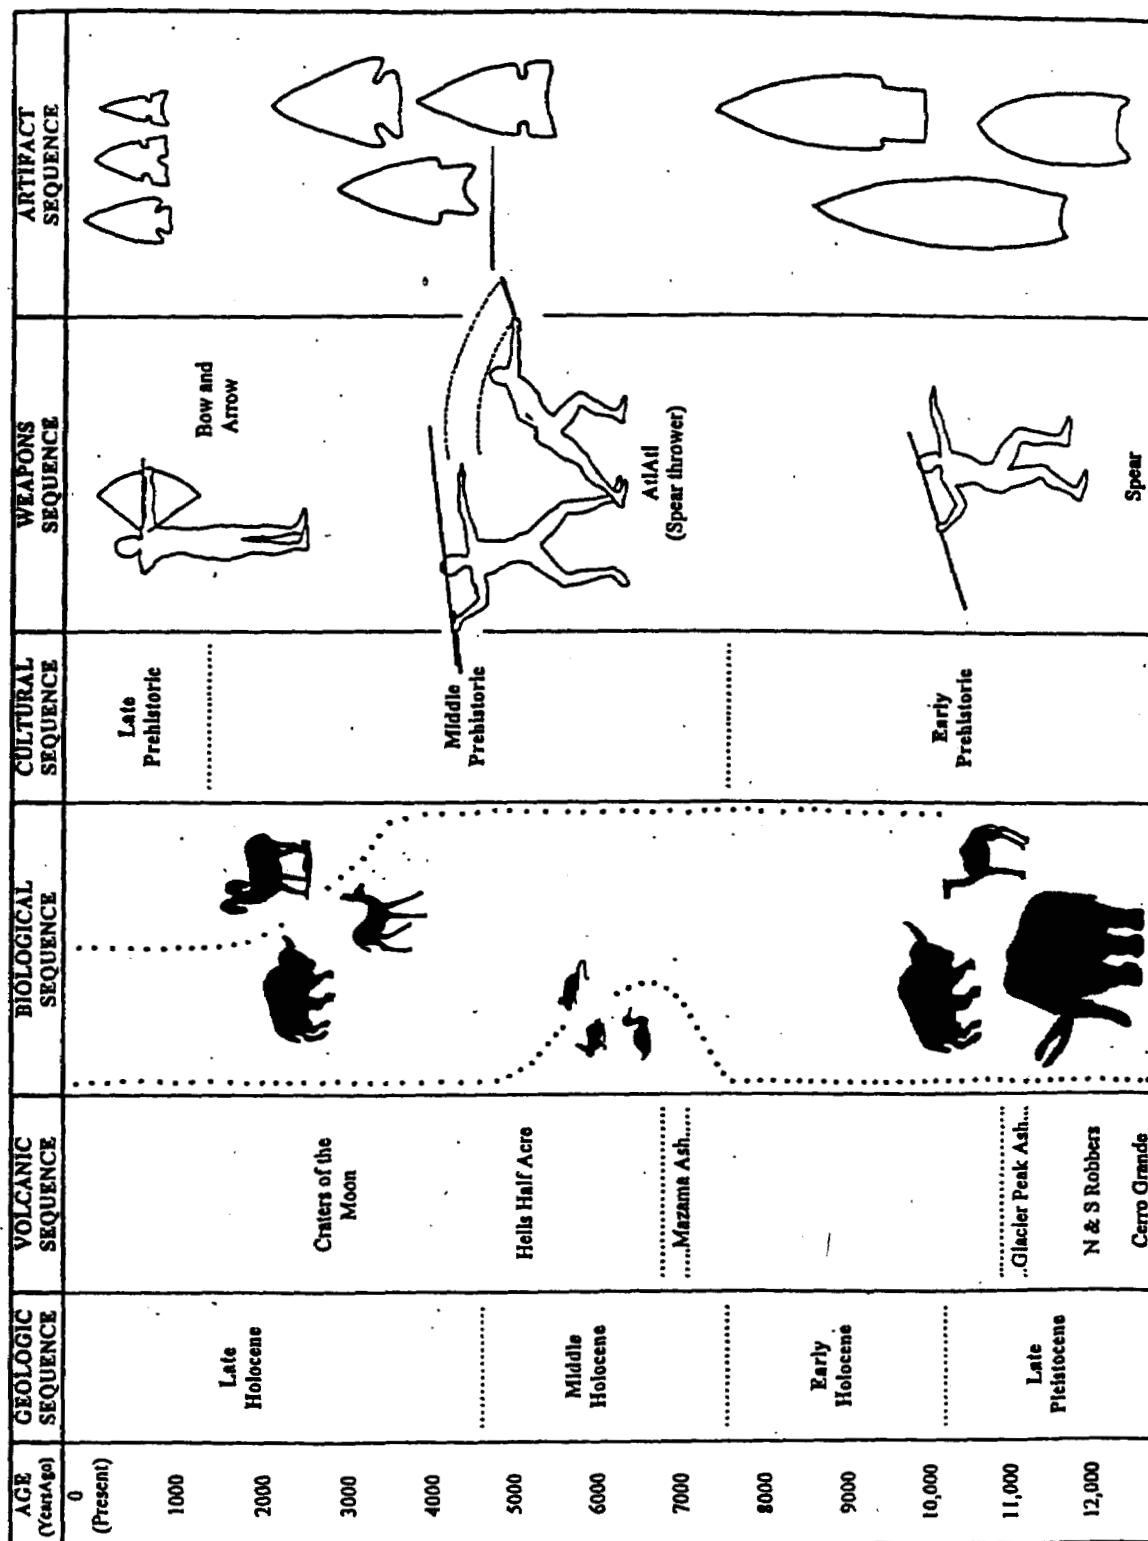 AGE
(YearsAgo)
GEOLOGIC
SEQUENCE
VOLCANIC
SEQUENCE
BIOLOGICAL
SEQUENCE
CULTURAL
SEQUENCE
WEAPONS
SEQUENCE
ARTIFACT
SEQUENCE
0
(Present)
1000
2000
3000
4000
5000
6000
7000
8000
9000
10,000
11,000
12,000
Late
Holocene
Middle
Holocene
Early
Holocene
Late
Pleistocene
Craters of the
Moon
Hells Half Acre
Mazama Ash
Glacier Peak Ash
N & S Robbers
Cerro Grande
Late
Prehistoric
Middle
Prehistoric
Early
Prehistoric
Bow and
Arrow
AtlAtl
(Spear thrower)
Spear